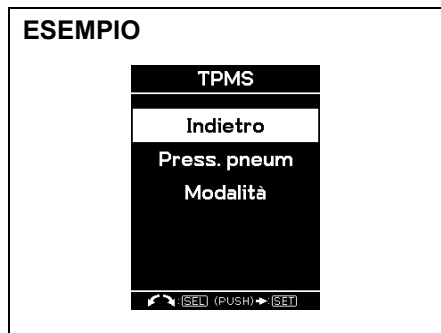 ESEMPIO
TPMS
Indietro
Press. pneum
Modalità
:SEL (PUSH)➔:SET